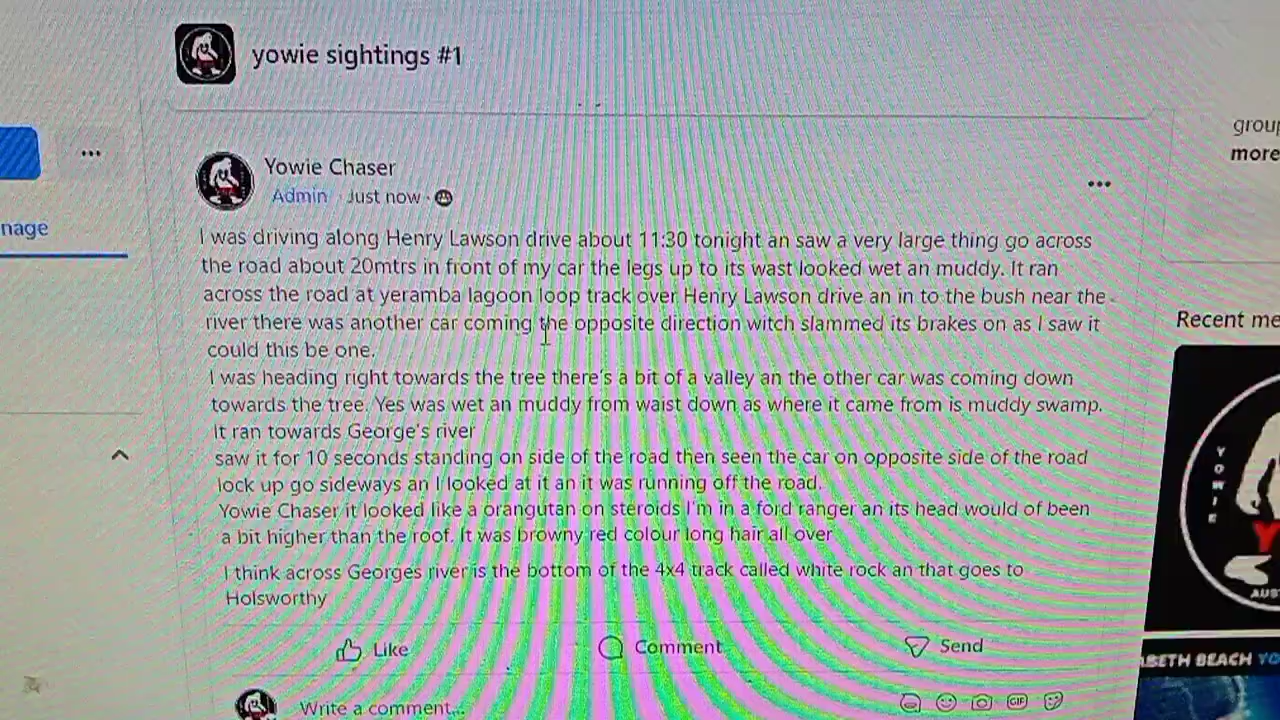 yowie sightings #1
group
more
...
Yowie Chaser
Admin · Just now ·
...
nage
I was driving along Henry Lawson drive about 11:30 tonight an saw a very large thing go across
the road about 20mtrs in front of my car the legs up to its wast looked wet an muddy. It ran
across the road at yeramba lagoon loop track over Henry Lawson drive an in to the bush near the
river there was another car coming the opposite direction witch slammed its brakes on as I saw it
could this be one.
I was heading right towards the tree there's a bit of a valley an the other car was coming down
towards the tree. Yes was wet an muddy from waist down as where it came from is muddy swamp.
It ran towards George's river
saw it for 10 seconds standing on side of the road then seen the car on opposite side of the road
lock up go sideways an I looked at it an it was running off the road.
Yowie Chaser it looked like a orangutan on steroids I'm in a ford ranger an its head would of been
a bit higher than the roof. It was browny red colour long hair all over
I think across Georges river is the bottom of the 4x4 track called white rock an that goes to
Holsworthy
Recent me
YOWIE
Y
AUS
Like
Comment
Send
BETH BEACH YO
Write a comment...
GIF